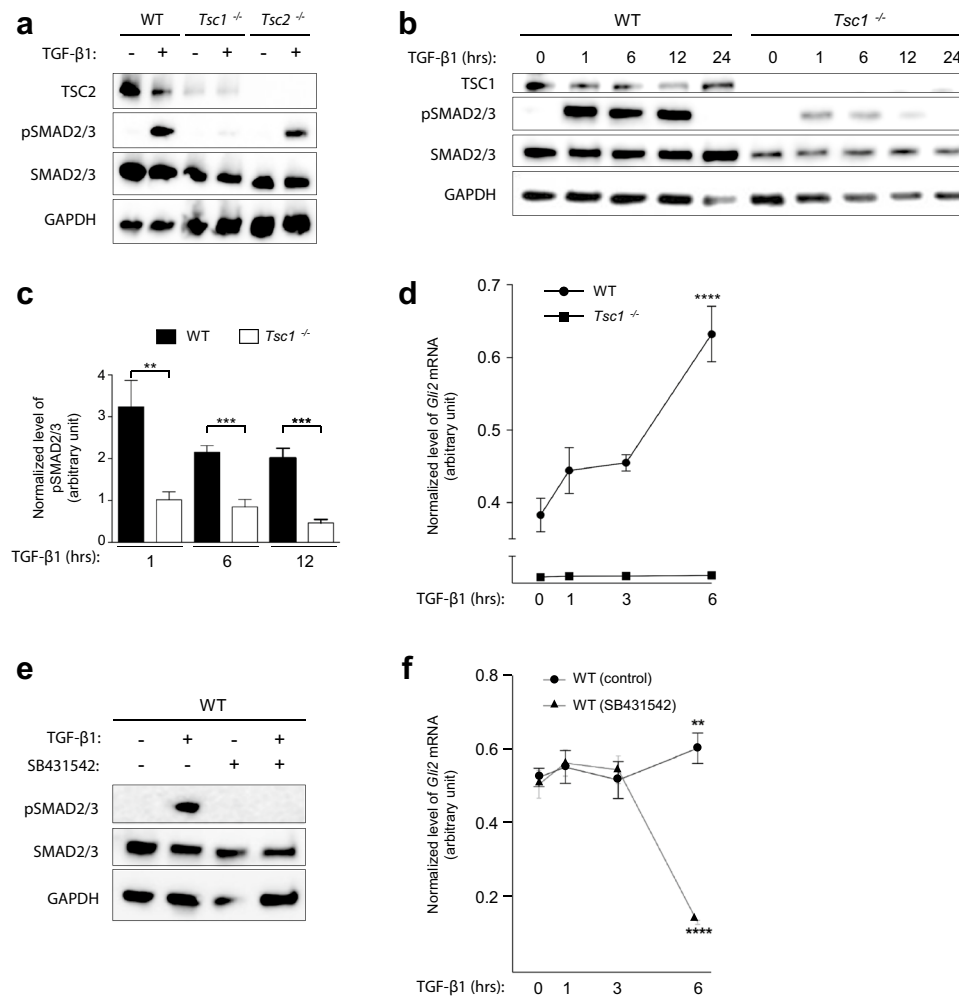 a
WT Tsc1 -/- Tsc2 -/-
TGF-β1: - + - + - +
TSC2
pSMAD2/3
SMAD2/3
GAPDH
b
WT Tsc1 -/-
TGF-β1 (hrs): 0 1 6 12 24 0 1 6 12 24
TSC1
pSMAD2/3
SMAD2/3
GAPDH
c
WT Tsc1 -/-
Normalized level of
pSMAD2/3
(arbitrary unit)
4
3
2
1
0
** *** ***
TGF-β1 (hrs): 1 6 12
d
WT
Tsc1 -/-
****
Normalized level of Gli2 mRNA
(arbitrary unit)
0.7
0.6
0.5
0.4
TGF-β1 (hrs): 0 1 3 6
e
WT
TGF-β1: - + - +
SB431542: - - + +
pSMAD2/3
SMAD2/3
GAPDH
f
WT (control)
WT (SB431542)
Normalized level of Gli2 mRNA
(arbitrary unit)
0.8
0.6
0.4
0.2
**
****
TGF-β1 (hrs): 0 1 3 6